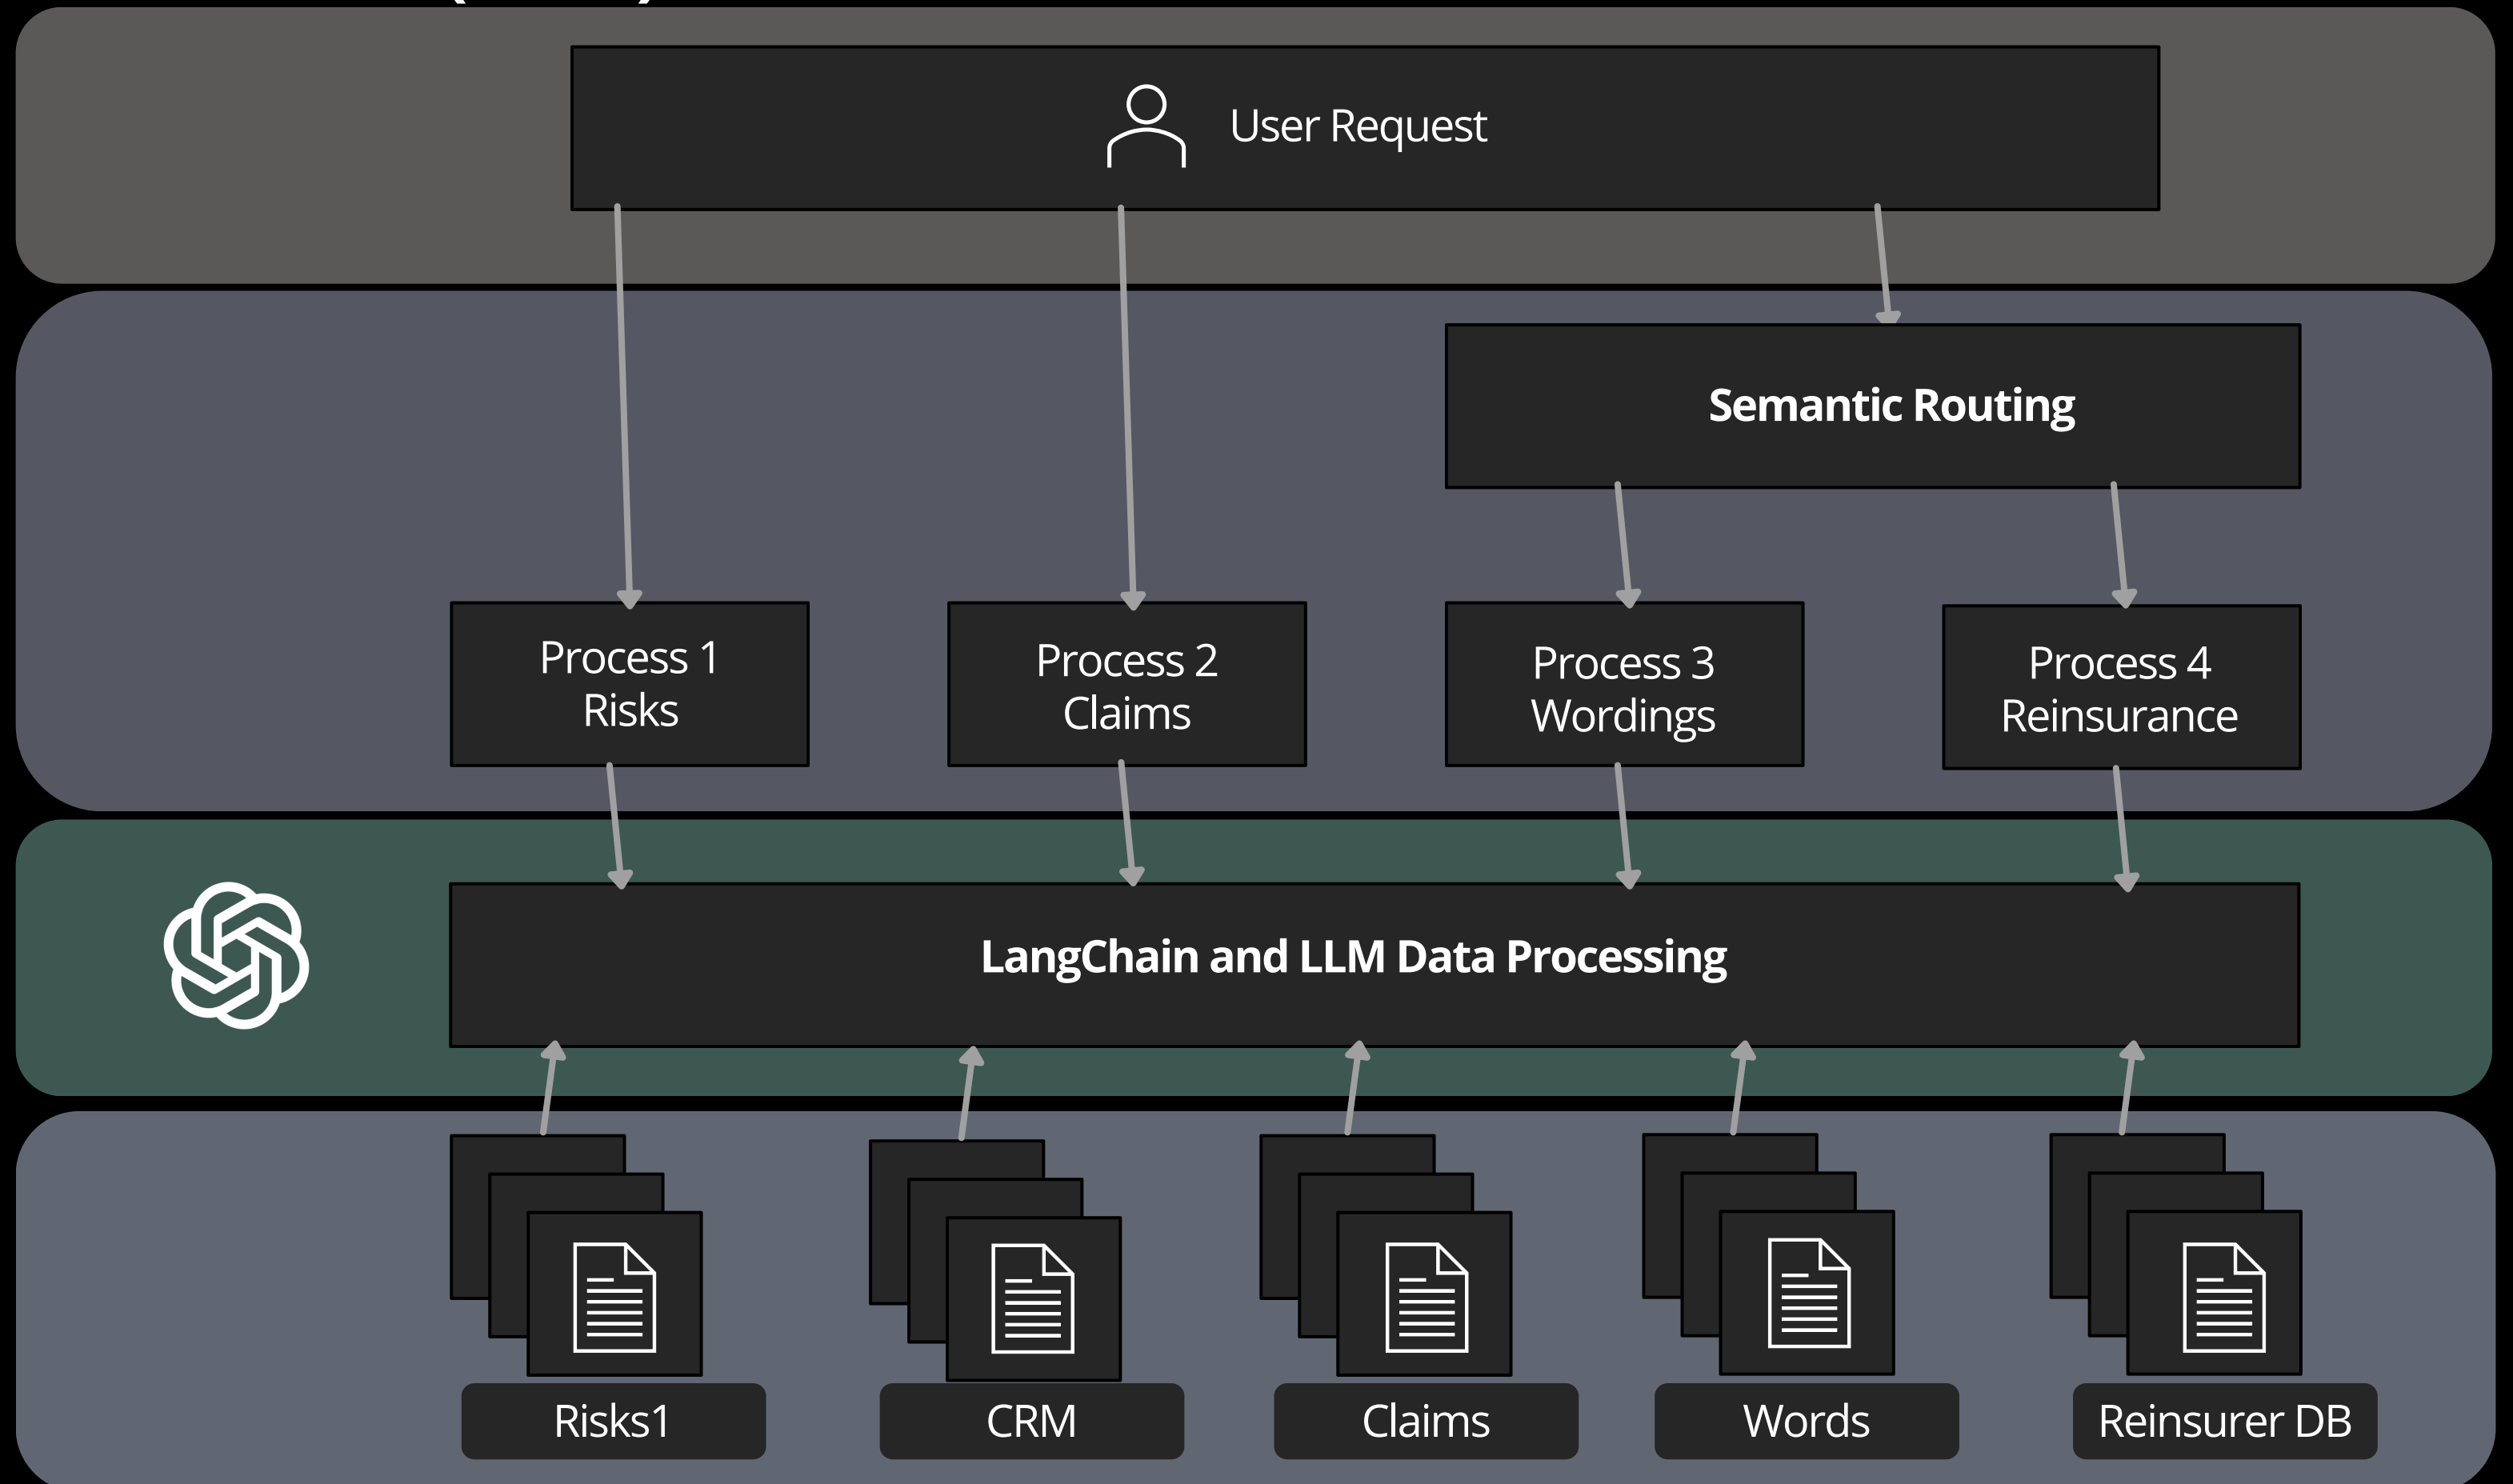 User Request
Semantic Routing
Process 1
Risks
Process 2
Claims
Process 3
Wordings
Process 4
Reinsurance
LangChain and LLM Data Processing
Risks1
CRM
Claims
Words
Reinsurer DB